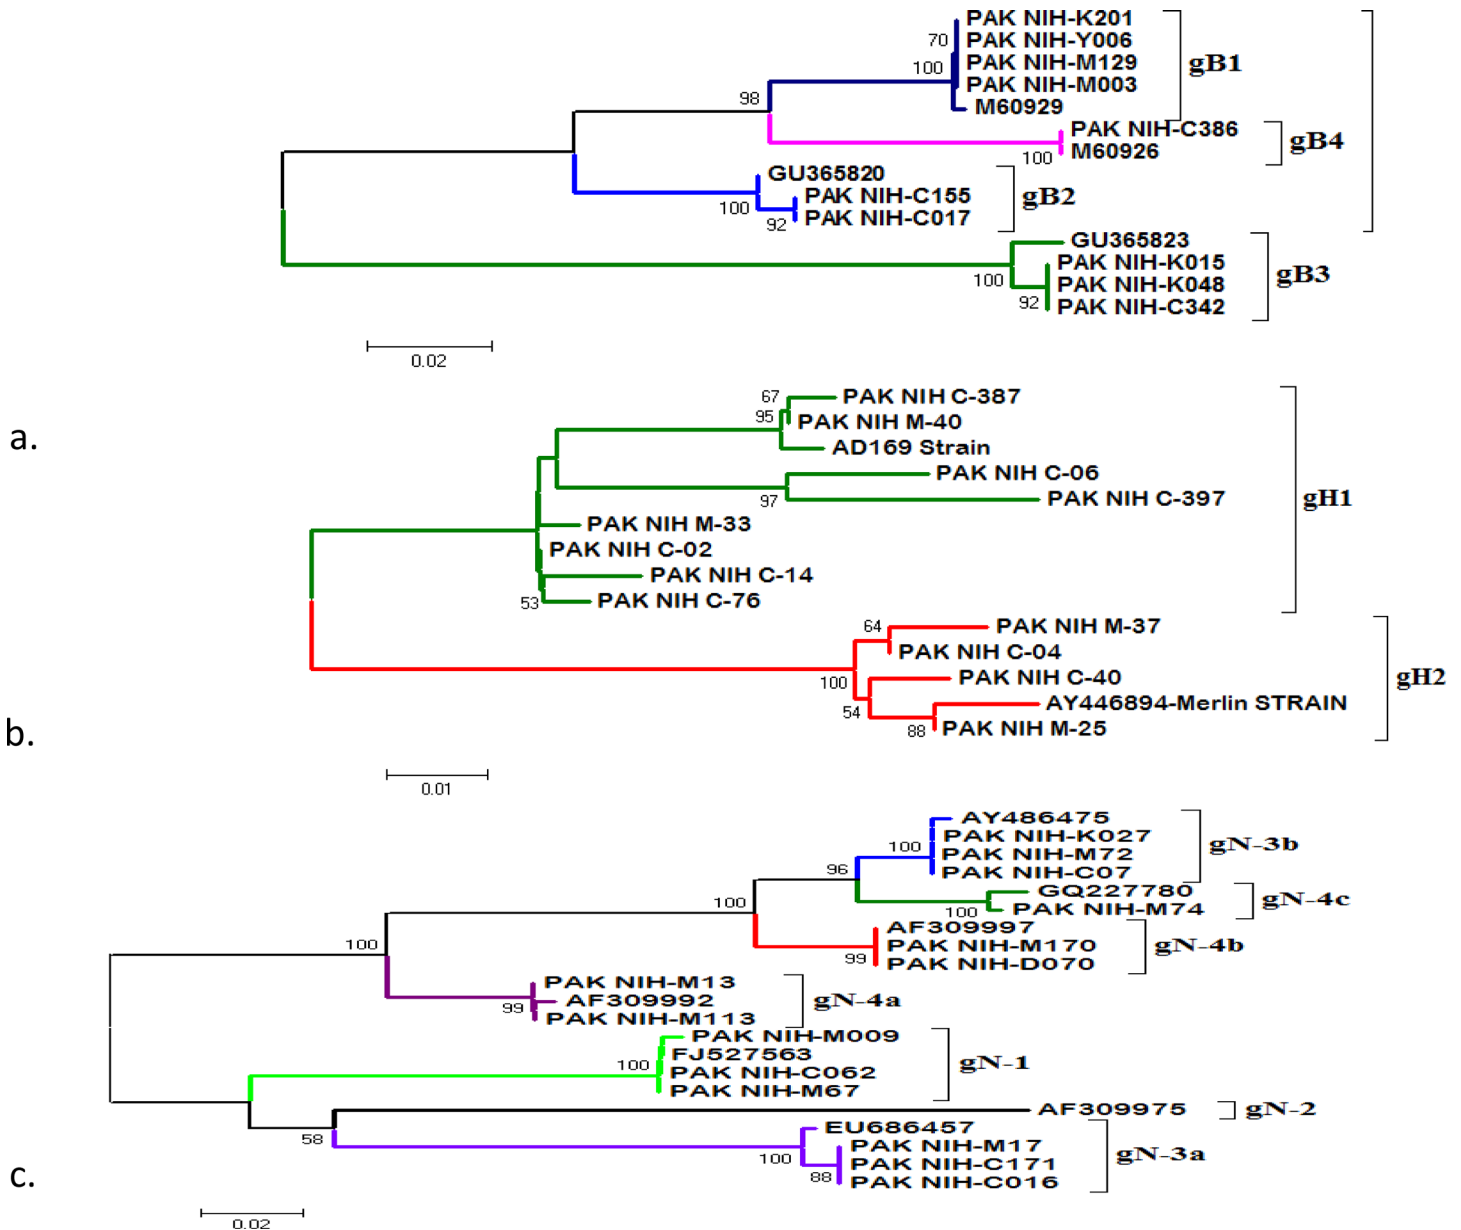 PAK NIH-K201
70
PAK NIH-Y006
PAK NIH-M129
gB1
100
PAK NIH-M003
98
M60929
PAK NIH-C386
gB4
100
M60926
GU365820
PAK NIH-C155
gB2
100
PAK NIH-C017
92
GU365823
PAK NIH-K015
gB3
100
PAK NIH-K048
92
PAK NIH-C342
0.02
a.
67
PAK NIH C-387
95
PAK NIH M-40
AD169 Strain
PAK NIH C-06
97
PAK NIH C-397
gH1
PAK NIH M-33
PAK NIH C-02
PAK NIH C-14
53
PAK NIH C-76
64
PAK NIH M-37
PAK NIH C-04
100
PAK NIH C-40
gH2
54
AY446894-Merlin STRAIN
88
PAK NIH M-25
b.
0.01
AY486475
PAK NIH-K027
gN-3b
100
PAK NIH-M72
96
PAK NIH-C07
GQ227780
gN-4c
100
PAK NIH-M74
100
AF309997
PAK NIH-M170
gN-4b
99
PAK NIH-D070
100
PAK NIH-M13
AF309992
gN-4a
99
PAK NIH-M113
PAK NIH-M009
FJ527563
gN-1
100
PAK NIH-C062
PAK NIH-M67
AF309975
gN-2
58
EU686457
PAK NIH-M17
gN-3a
100
PAK NIH-C171
88
PAK NIH-C016
c.
0.02